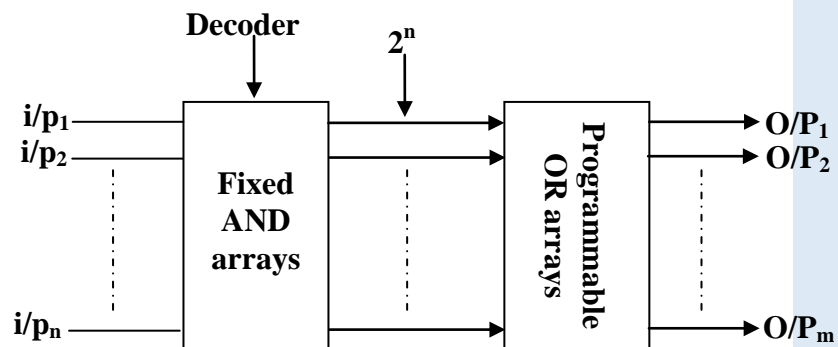 Decoder
2ⁿ
i/p₁
i/p₂
i/pₙ
Fixed
AND
arrays
Programmable
OR arrays
O/P₁
O/P₂
O/Pₘ